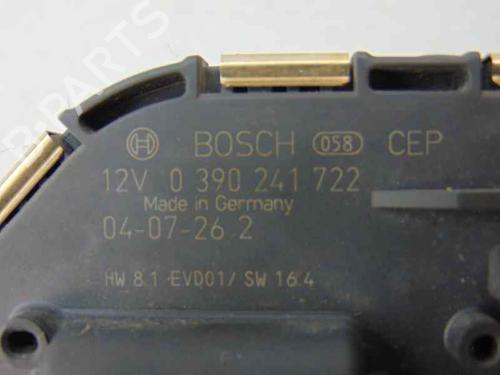 PARTS
BOSCH 058 CEP
12V 0 390 241 722
Made in Germany
04-07-26 2
HW 8.1 EVD01/ SW 16.4